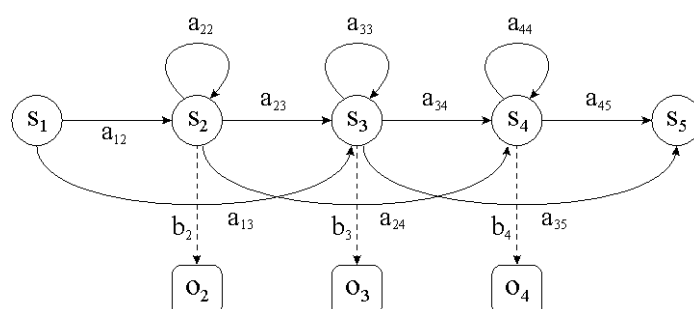 a₂₂ a₃₃ a₄₄
a₂₃ a₃₄ a₄₅
s₁ s₂ s₃ s₄ s₅
a₁₂
b₂ a₁₃ b₃ a₂₄ b₄ a₃₅
o₂ o₃ o₄